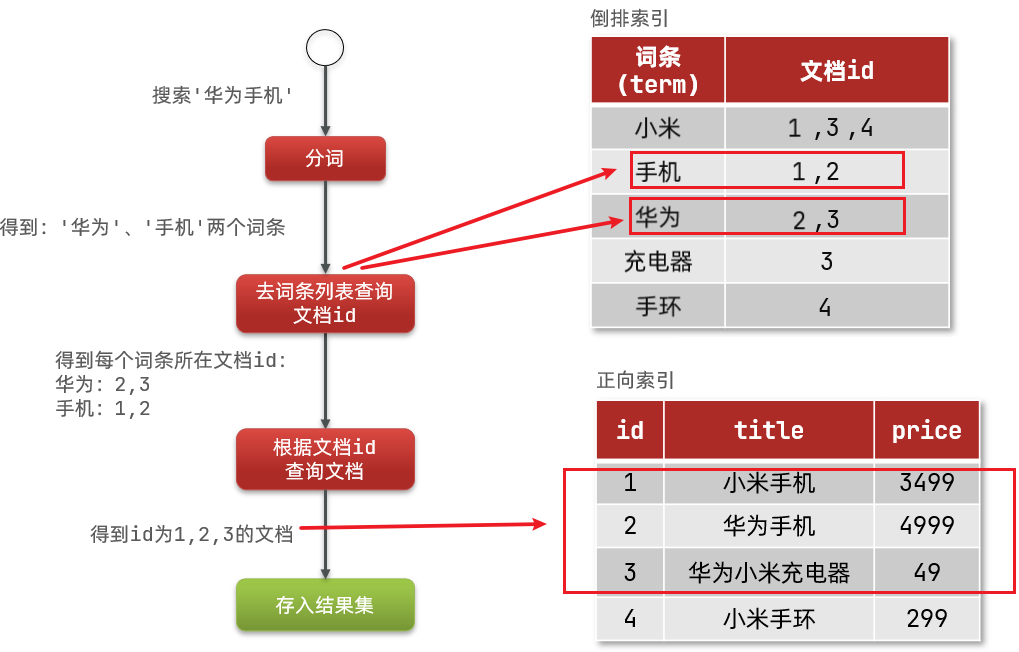 搜索'华为手机'
分词
得到: '华为'、'手机'两个词条
去词条列表查询
文档id
得到每个词条所在文档id:
华为: 2,3
手机: 1,2
根据文档id
查询文档
得到id为1,2,3的文档
存入结果集
倒排索引
词条
(term) 文档id
小米 1 ,3 ,4
手机 1 ,2
华为 2 ,3
充电器 3
手环 4
正向索引
id title price
1 小米手机 3499
2 华为手机 4999
3 华为小米充电器 49
4 小米手环 299